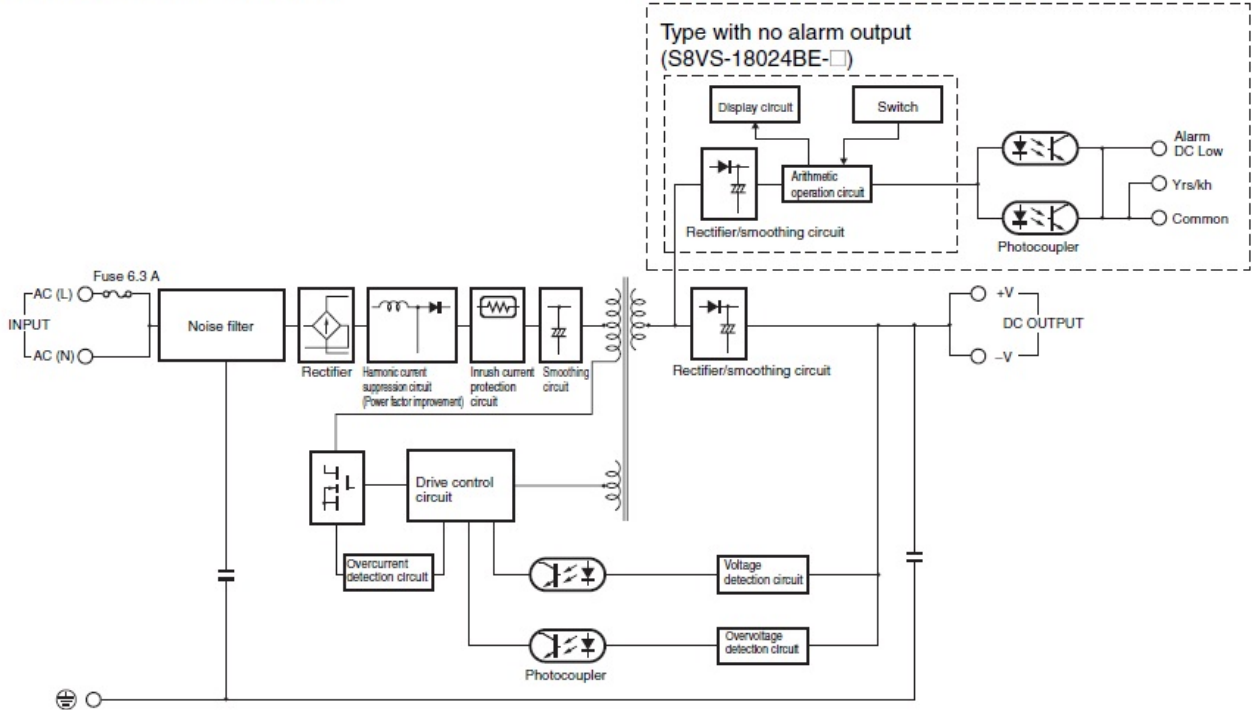 Type with no alarm output
(S8VS-18024BE-□)
Display circuit
Switch
Arithmetic
operation circuit
Rectifier/smoothing circuit
Alarm
DC Low
Yrs/kh
Common
Photocoupler
Fuse 6.3 A
AC (L)
INPUT
AC (N)
Noise filter
Rectifier
Harmonic current
suppression circuit
(Power factor improvement)
Inrush current
protection
circuit
Smoothing
circuit
Rectifier/smoothing circuit
+V
DC OUTPUT
–V
Drive control
circuit
Overcurrent
detection circuit
Voltage
detection circuit
Overvoltage
detection circuit
Photocoupler